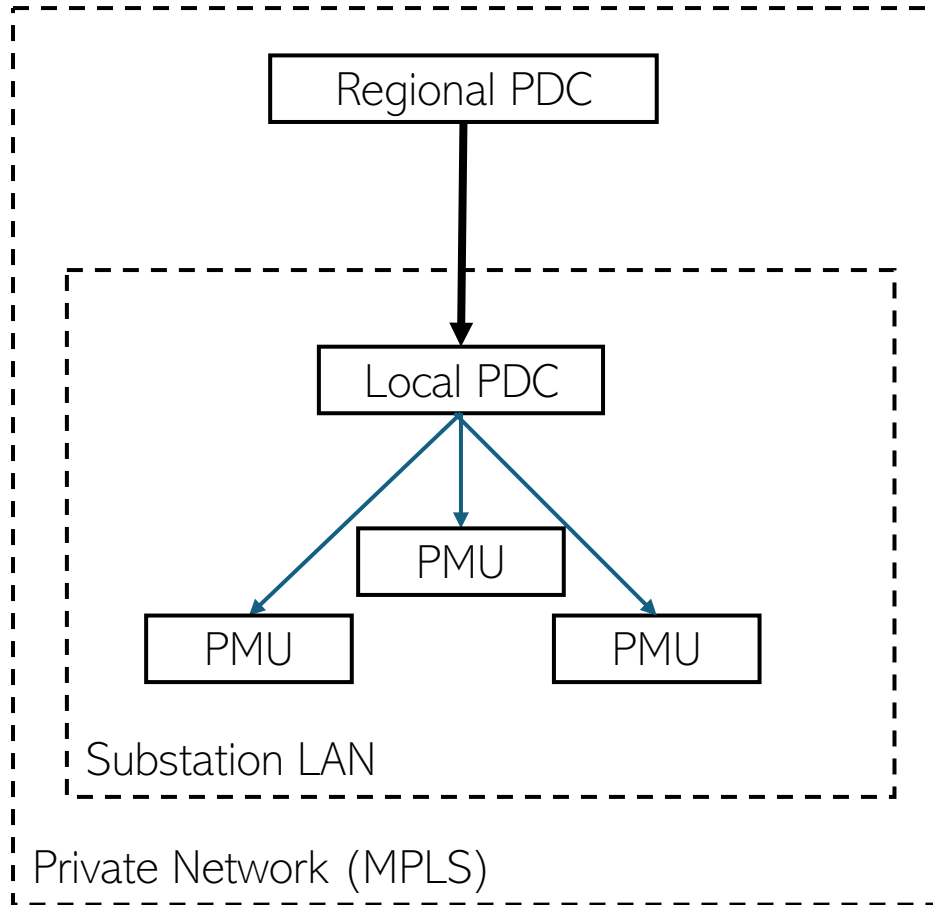 Regional PDC
Local PDC
PMU
PMU
PMU
Substation LAN
Private Network (MPLS)